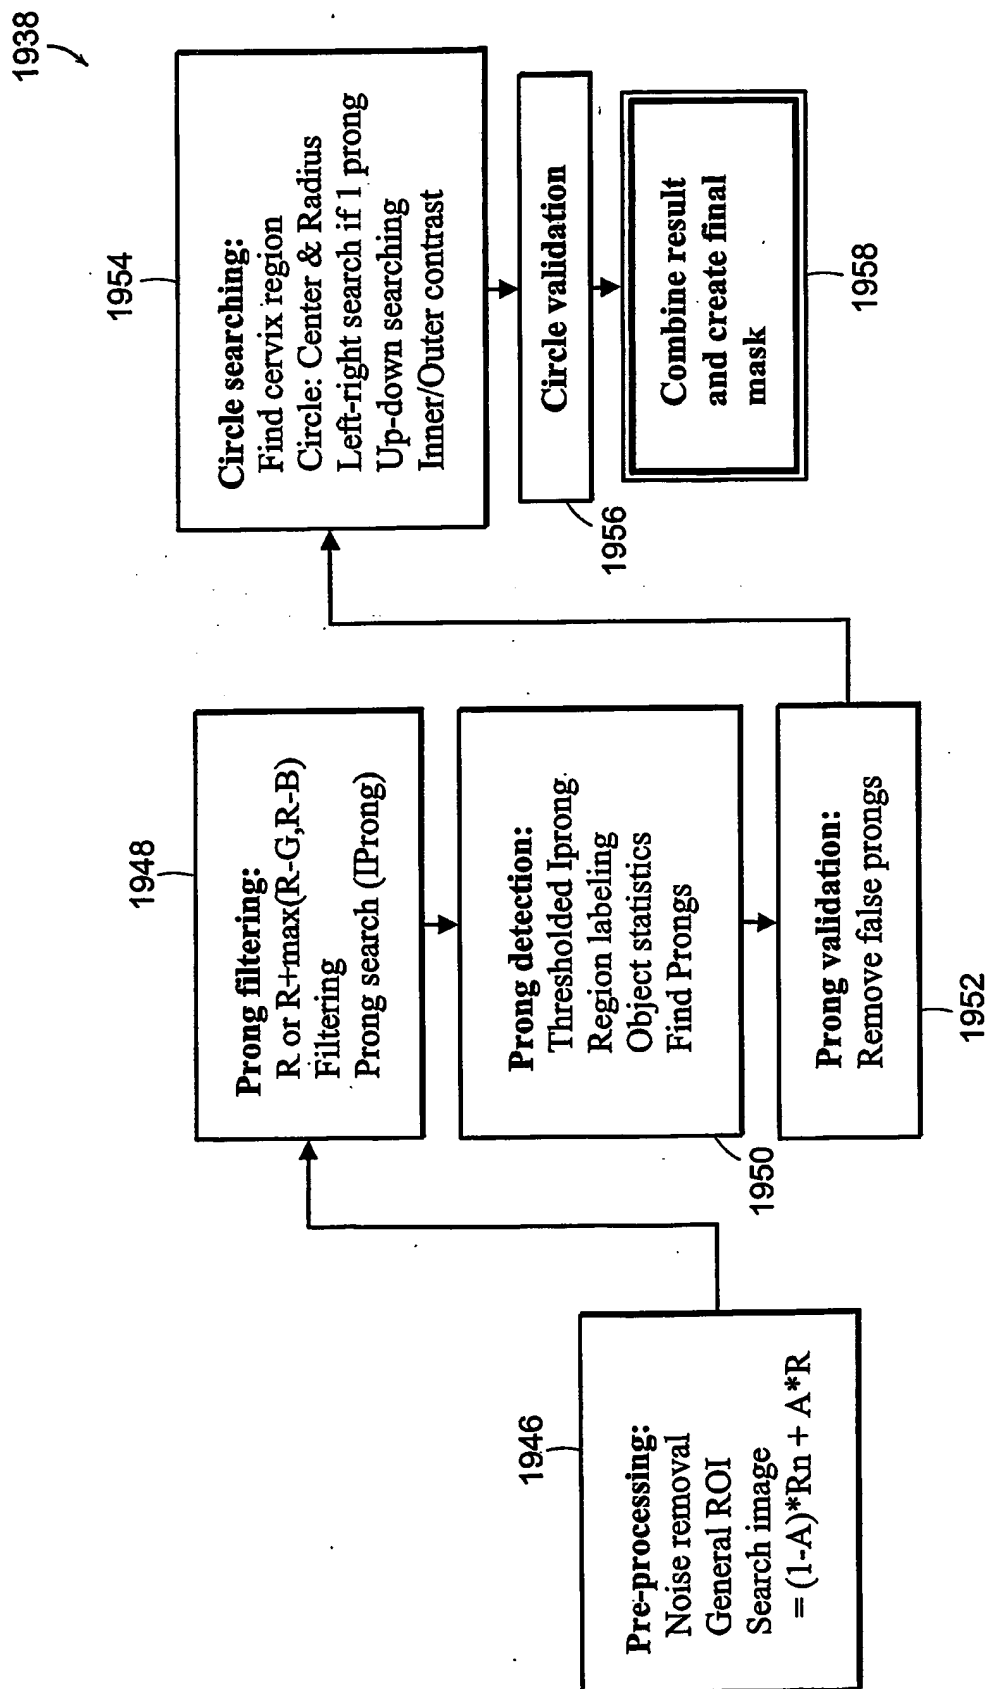 1938
1946
Pre-processing:
Noise removal
General ROI
Search image
= (1-A)*Rn + A*R
1948
Prong filtering:
R or R+max(R-G,R-B)
Filtering
Prong search (IProng)
1950
Prong detection:
Thresholded Iprong
Region labeling
Object statistics
Find Prongs
1952
Prong validation:
Remove false prongs
1954
Circle searching:
Find cervix region
Circle: Center & Radius
Left-right search if 1 prong
Up-down searching
Inner/Outer contrast
1956
Circle validation
1958
Combine result
and create final
mask